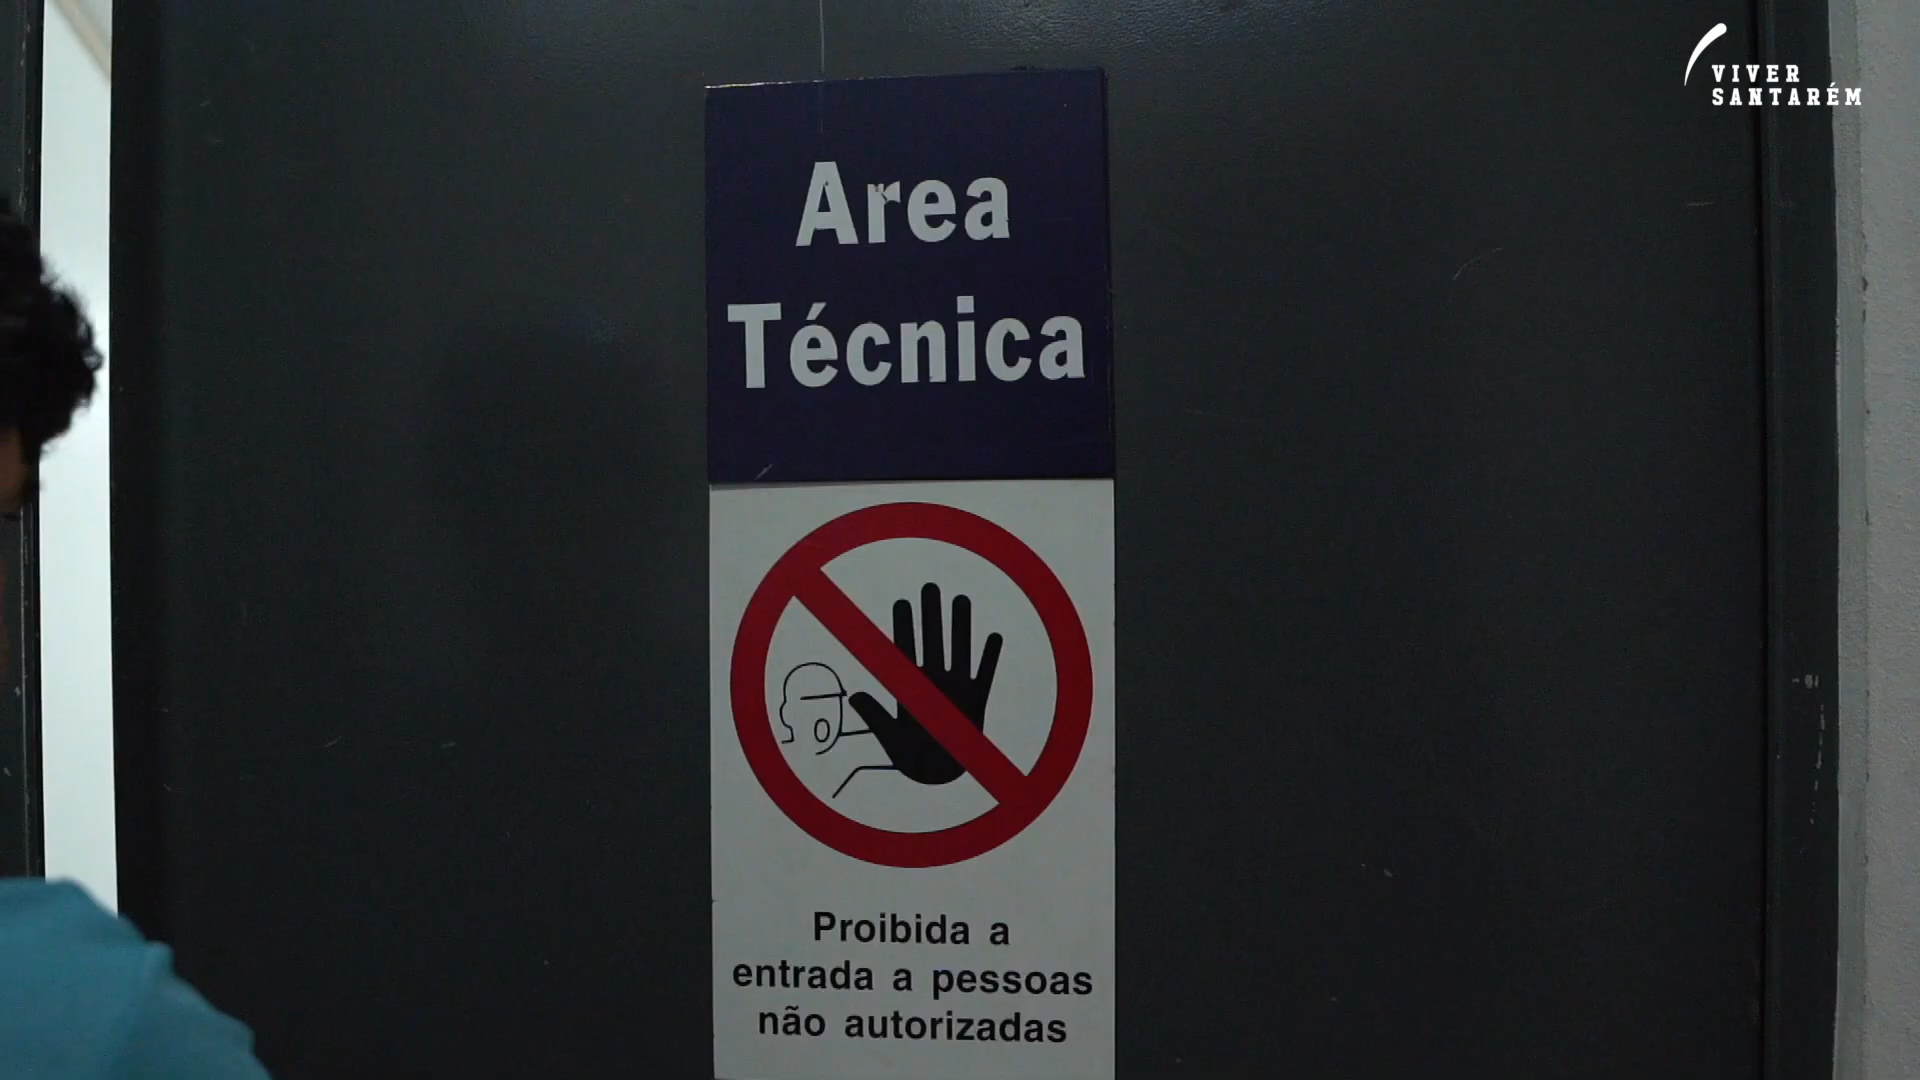 VIVER
SANTARÉM
Area
Técnica
Proibida a
entrada a pessoas
não autorizadas